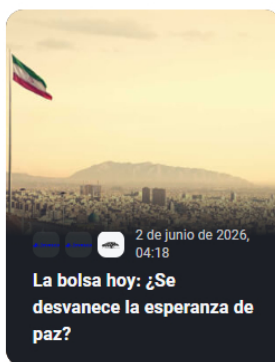 2 de junio de 2026,
04:18
La bolsa hoy: ¿Se
desvanece la esperanza de
paz?